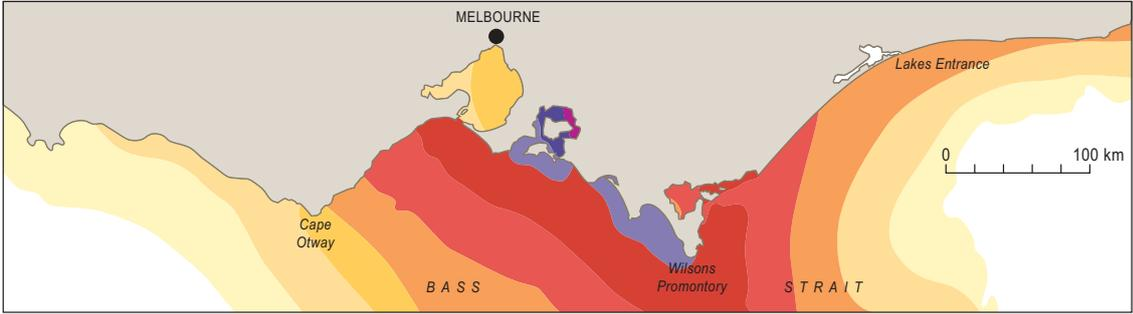 MELBOURNE
Lakes Entrance
0 100 km
Cape
Otway
Wilsons
Promontory
BASS STRAIT